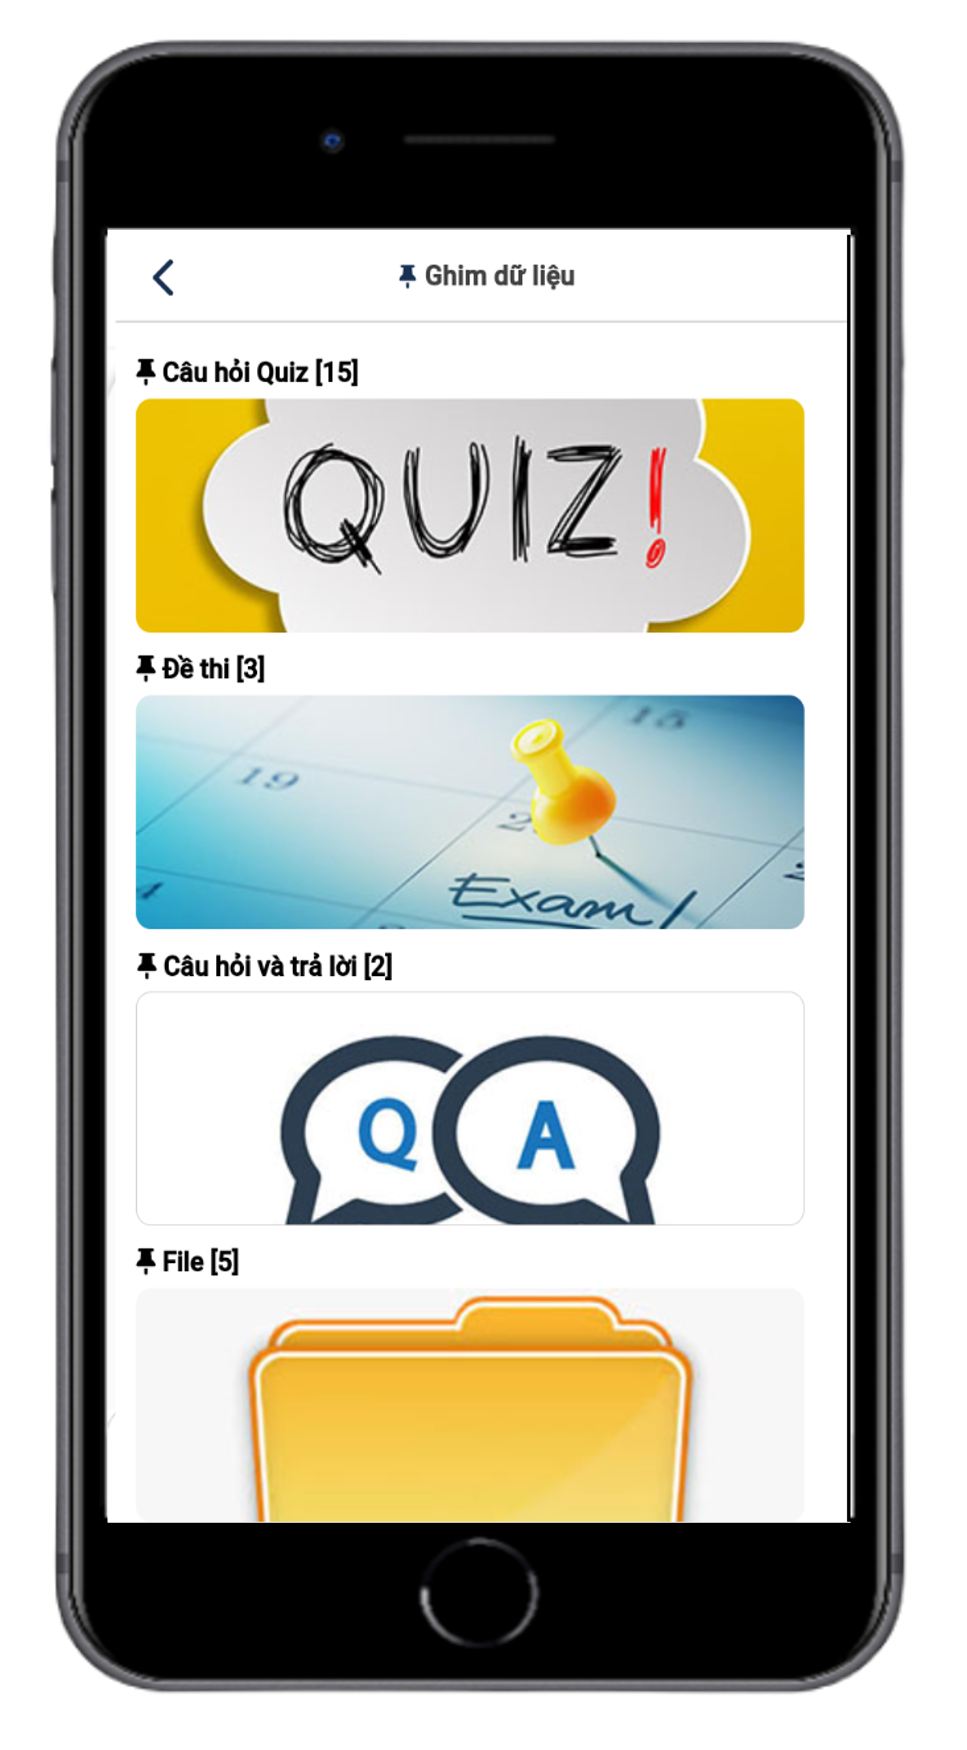 Ghim dữ liệu
Câu hỏi Quiz [15]
QUIZ!
Đề thi [3]
15
19
Exam!
Câu hỏi và trả lời [2]
Q A
File [5]